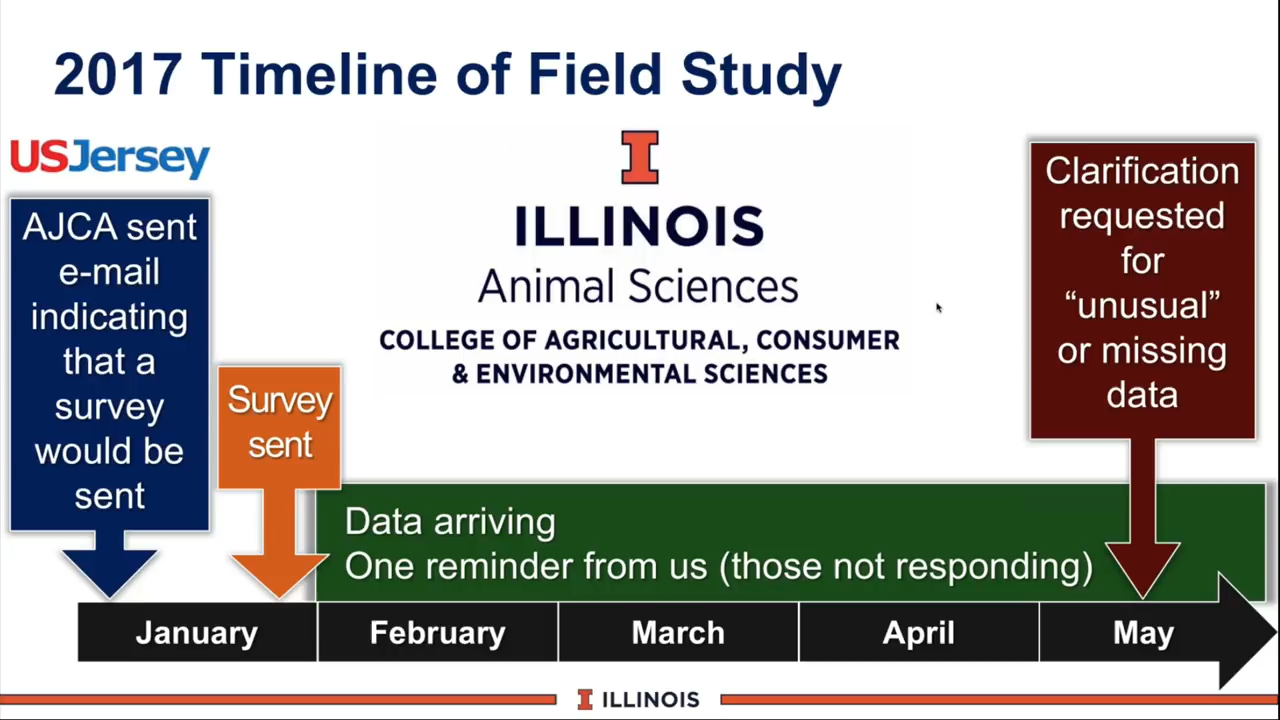 2017 Timeline of Field Study
USJersey
AJCA sent
e-mail
indicating
that a
survey
would be
sent
Survey
sent
I
ILLINOIS
Animal Sciences
COLLEGE OF AGRICULTURAL, CONSUMER
& ENVIRONMENTAL SCIENCES
Clarification
requested
for
“unusual”
or missing
data
Data arriving
One reminder from us (those not responding)
January
February
March
April
May
I ILLINOIS